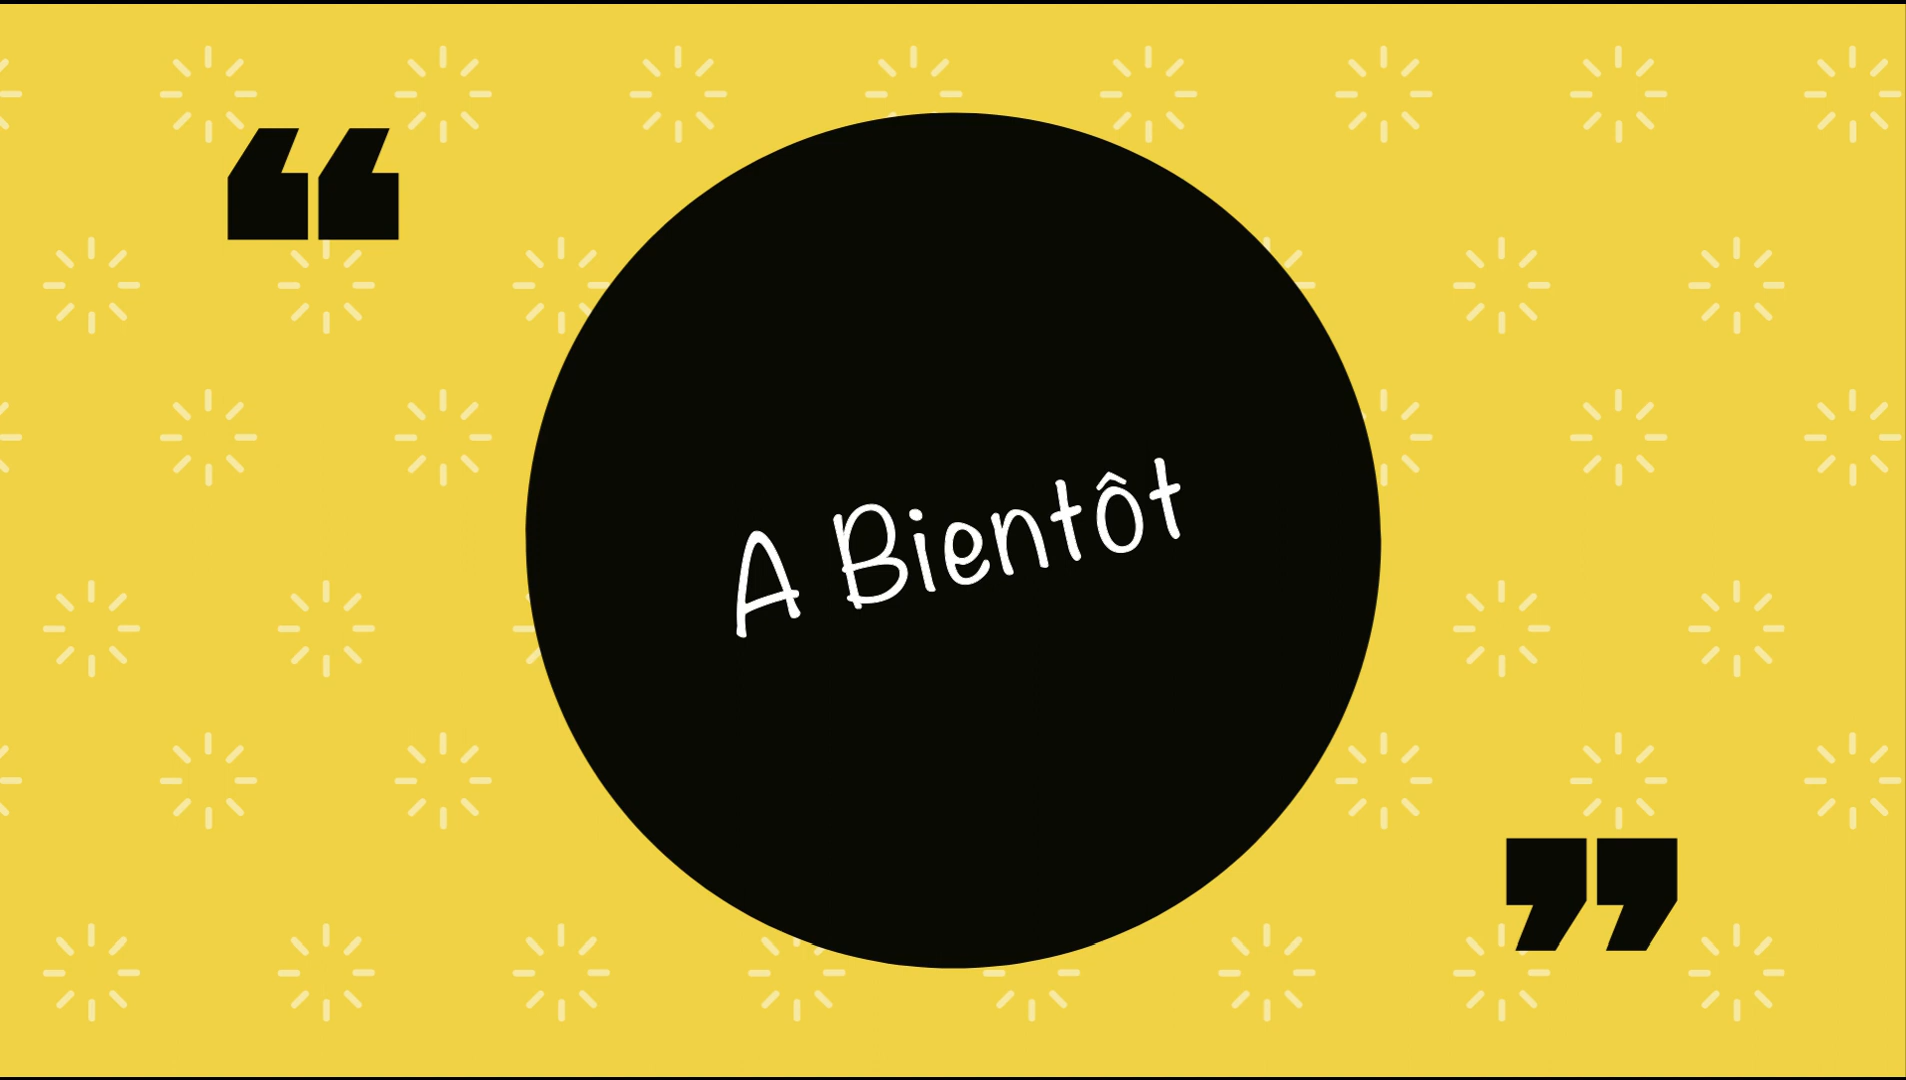 “
A Bientôt
”